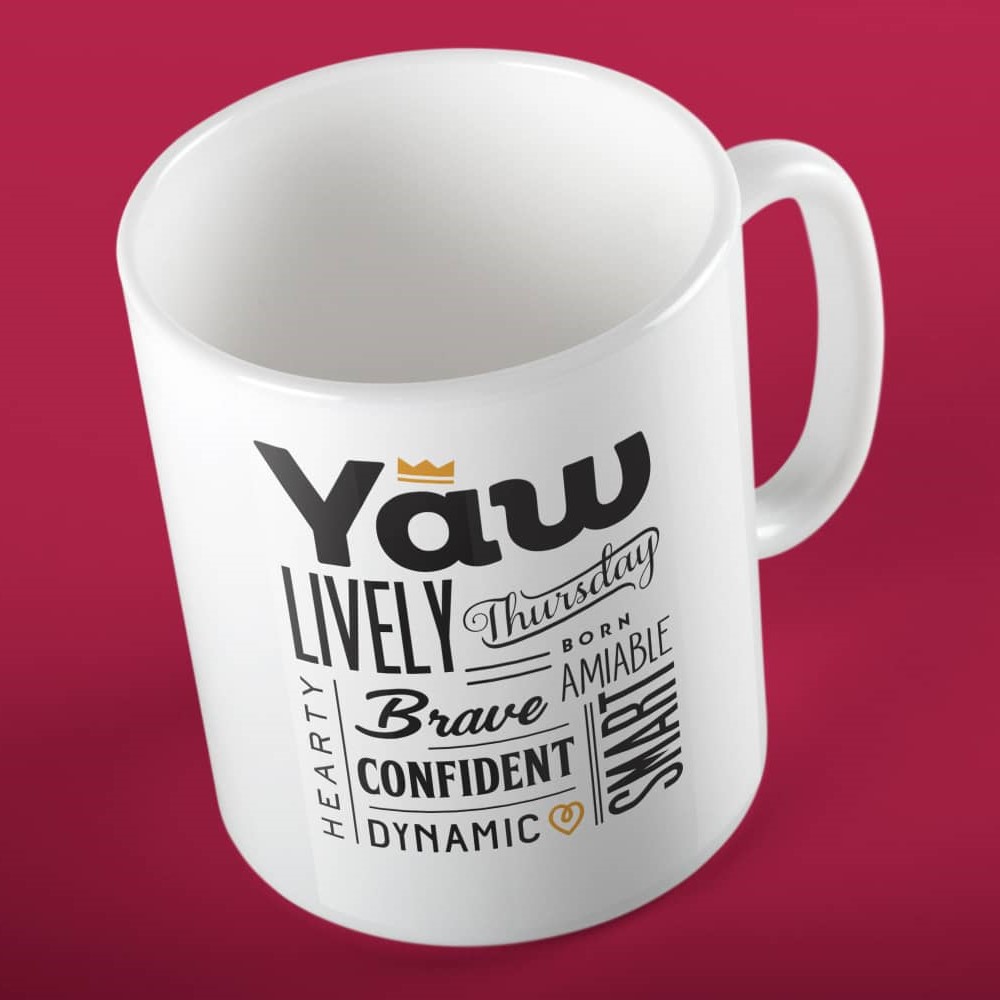 Yaw
LIVELY
Thursday
BORN
AMIABLE
HEARTY
Brave
CONFIDENT
DYNAMIC
SMART